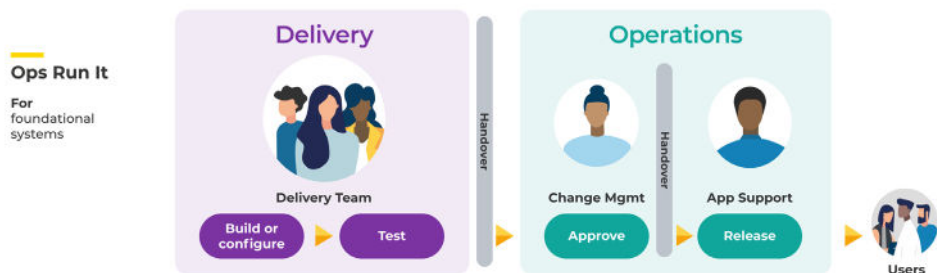 Ops Run It
For
foundational
systems
Delivery
Delivery Team
Build or
configure
Test
Handover
Operations
Change Mgmt
Approve
Handover
App Support
Release
Users